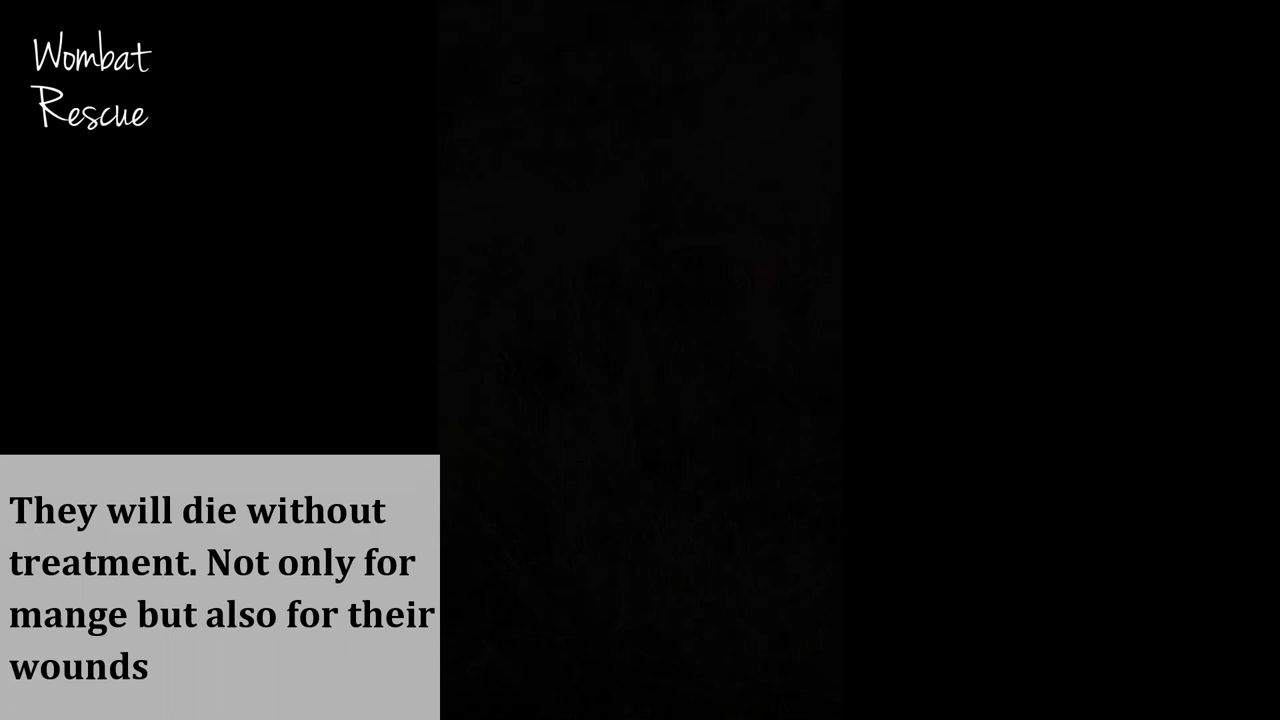 Wombat
Rescue
They will die without
treatment. Not only for
mange but also for their
wounds